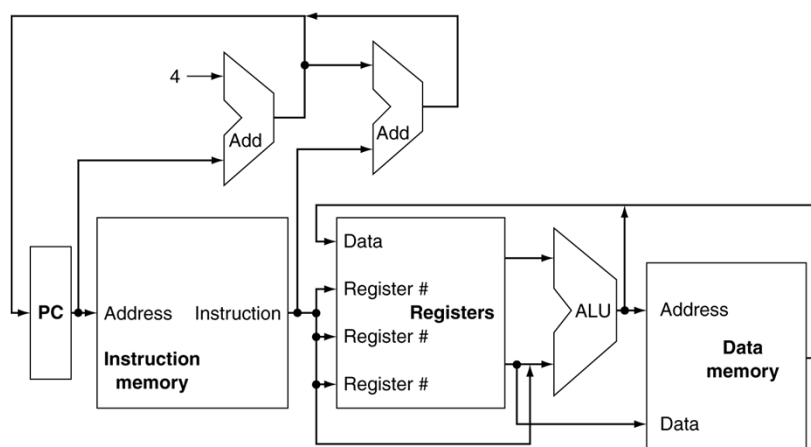 4
Add
Add
Data
PC
Address
Instruction
Instruction
memory
Register #
Registers
Register #
Register #
ALU
Address
Data
memory
Data